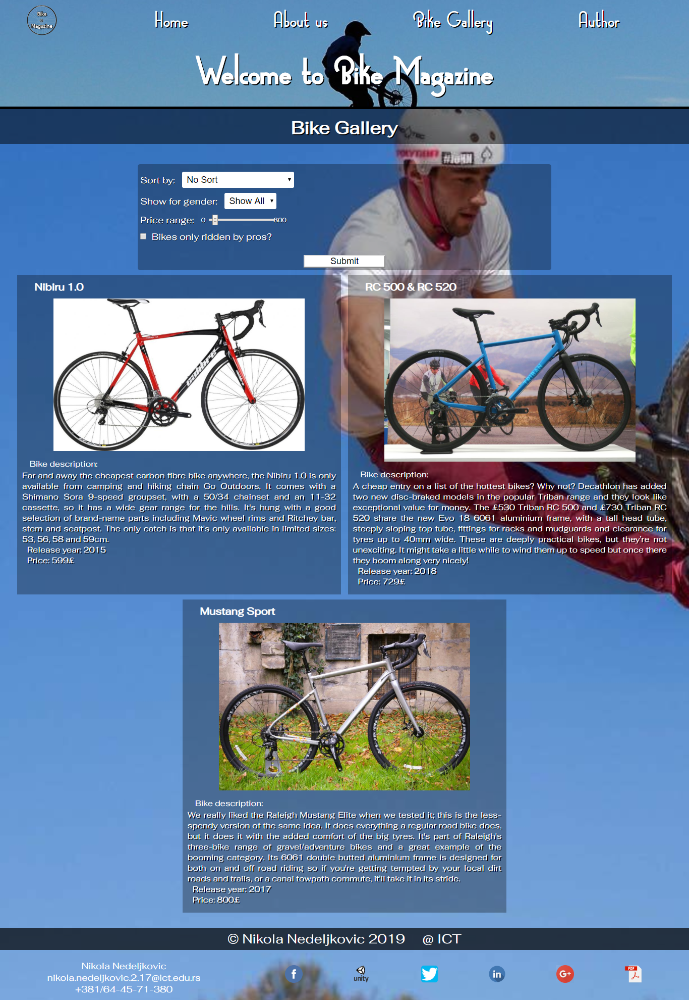 Bike
Magazine
Home
About us
Bike Gallery
Author
Welcome to Bike Magazine
Bike Gallery
Sort by: No Sort
Show for gender: Show All
Price range: 0 800
Bikes only ridden by pros?
Submit
Nibiru 1.0
calibre
Bike description:
Far and away the cheapest carbon fibre bike anywhere, the Nibiru 1.0 is only
available from camping and hiking chain Go Outdoors, It comes with a
Shimano Sora 9-speed groupset, with a 50/34 chainset and an 11-32
cassette, so it has a wide gear range for the hills. It's hung with a good
selection of brand-name parts including Mavic wheel rims and Ritchey bar,
stem and seatpost. The only catch is that it's only available in limited sizes:
53, 56, 58 and 59cm.
Release year: 2015
Price: 599£
RC 500 & RC 520
TRIBAN
Bike description:
A cheap entry on a list of the hottest bikes? Why not? Decathlon has added
two new disc-braked models in the popular Triban range and they look like
exceptional value for money. The £530 Triban RC 500 and £730 Triban RC
520 share the new Evo 18 6061 aluminium frame, with a tall head tube,
steeply sloping top tube, fittings for racks and mudguards and clearance for
tyres up to 40mm wide. These are deeply practical bikes, but they're not
unexciting. It might take a little while to wind them up to speed but once there
they boom along very nicely!
Release year: 2018
Price: 729£
Mustang Sport
Bike description:
We really liked the Raleigh Mustang Elite when we tested it; this is the less-
spendy version of the same idea. It does everything a regular road bike does,
but it does it with the added comfort of the big tyres. It's part of Raleigh's
three-bike range of gravel/adventure bikes and a great example of the
booming category. Its 6061 double butted aluminium frame is designed for
both on and off road riding so if you're getting tempted by your local dirt
roads and trails, or a canal towpath commute, it'll take it in its stride.
Release year: 2017
Price: 800£
© Nikola Nedeljkovic 2019 @ ICT
Nikola Nedeljkovic
nikola.nedeljkovic.2.17@ict.edu.rs
+381/64-45-71-380
f
unity
in
G+
PDF